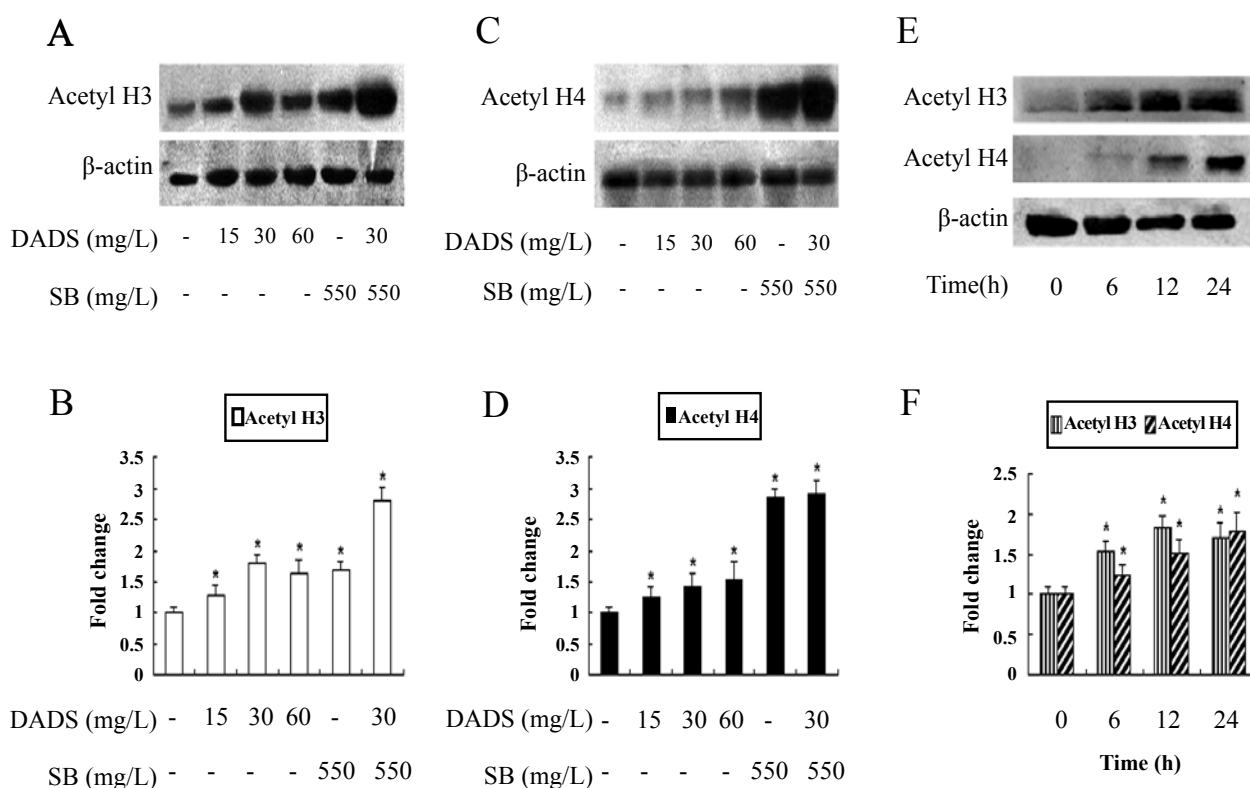 A
Acetyl H3
β-actin
DADS (mg/L) - 15 30 60 - 30
SB (mg/L) - - - - 550 550
C
Acetyl H4
β-actin
DADS (mg/L) - 15 30 60 - 30
SB (mg/L) - - - - 550 550
E
Acetyl H3
Acetyl H4
β-actin
Time(h) 0 6 12 24
B
Acetyl H3
Fold change
3.5
3
2.5
2
1.5
1
0.5
0
* * * * *
DADS (mg/L) - 15 30 60 - 30
SB (mg/L) - - - - 550 550
D
Acetyl H4
Fold change
3.5
3
2.5
2
1.5
1
0.5
0
* * * * *
DADS (mg/L) - 15 30 60 - 30
SB (mg/L) - - - - 550 550
F
Acetyl H3 Acetyl H4
Fold change
2.5
2
1.5
1
0.5
0
* * * * * *
0 6 12 24
Time (h)